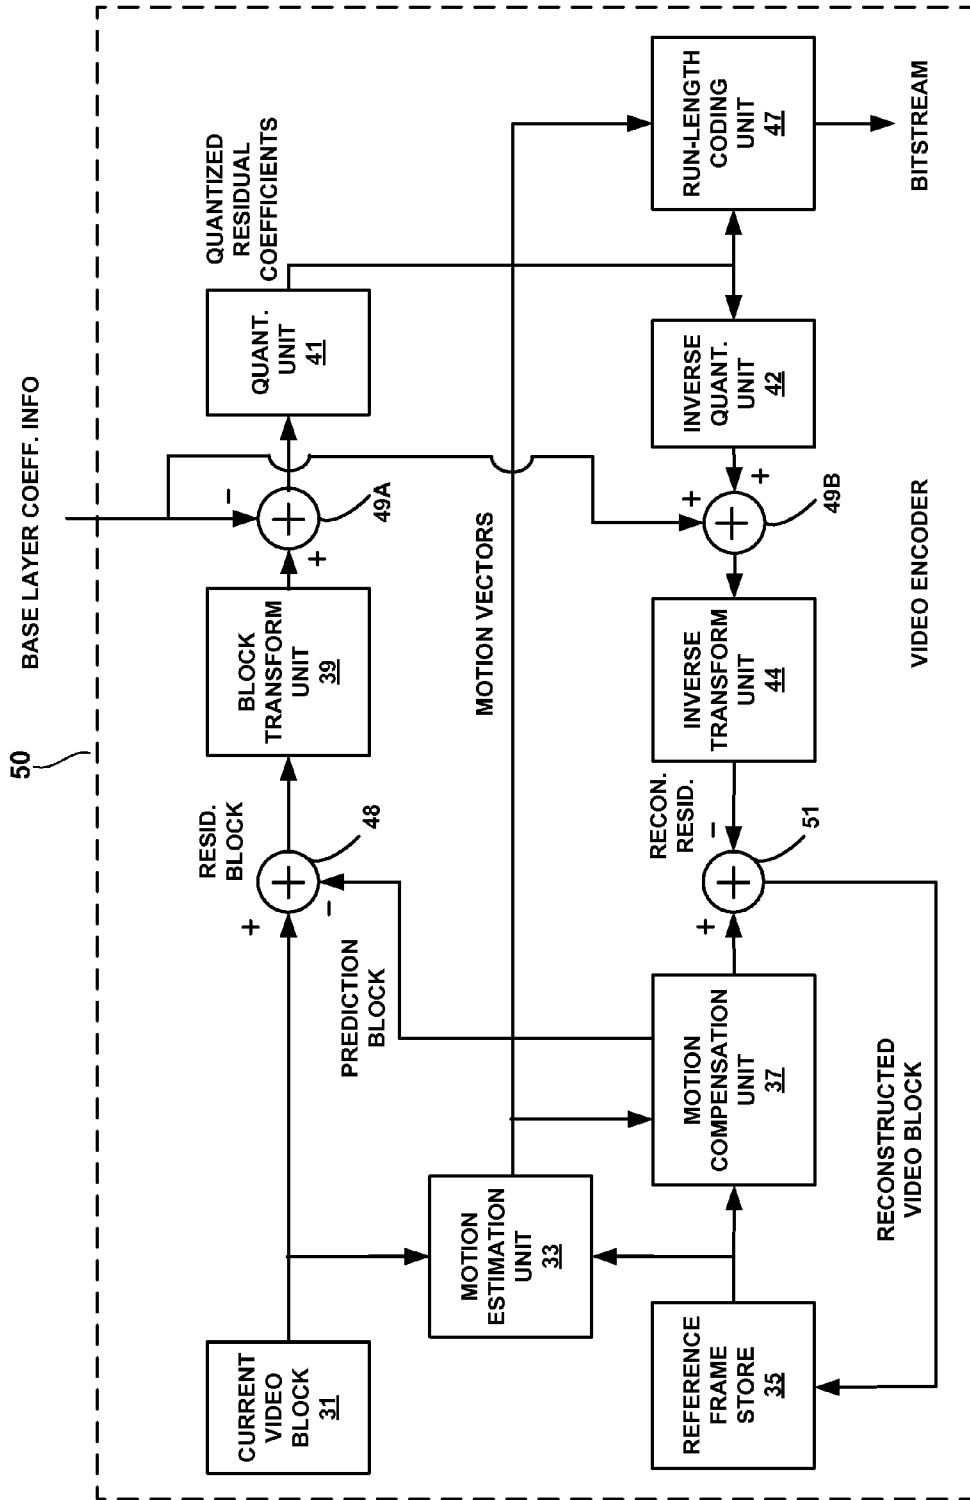 BASE LAYER COEFF. INFO
50
CURRENT
VIDEO
BLOCK
31
+
−
48
RESID.
BLOCK
BLOCK
TRANSFORM
UNIT
39
+
−
49A
QUANT.
UNIT
41
QUANTIZED
RESIDUAL
COEFFICIENTS
PREDICTION
BLOCK
MOTION VECTORS
MOTION
ESTIMATION
UNIT
33
REFERENCE
FRAME
STORE
35
MOTION
COMPENSATION
UNIT
37
+
−
51
RECON.
RESID.
INVERSE
TRANSFORM
UNIT
44
+
+
49B
INVERSE
QUANT.
UNIT
42
RUN-LENGTH
CODING
UNIT
47
RECONSTRUCTED
VIDEO BLOCK
VIDEO ENCODER
BITSTREAM